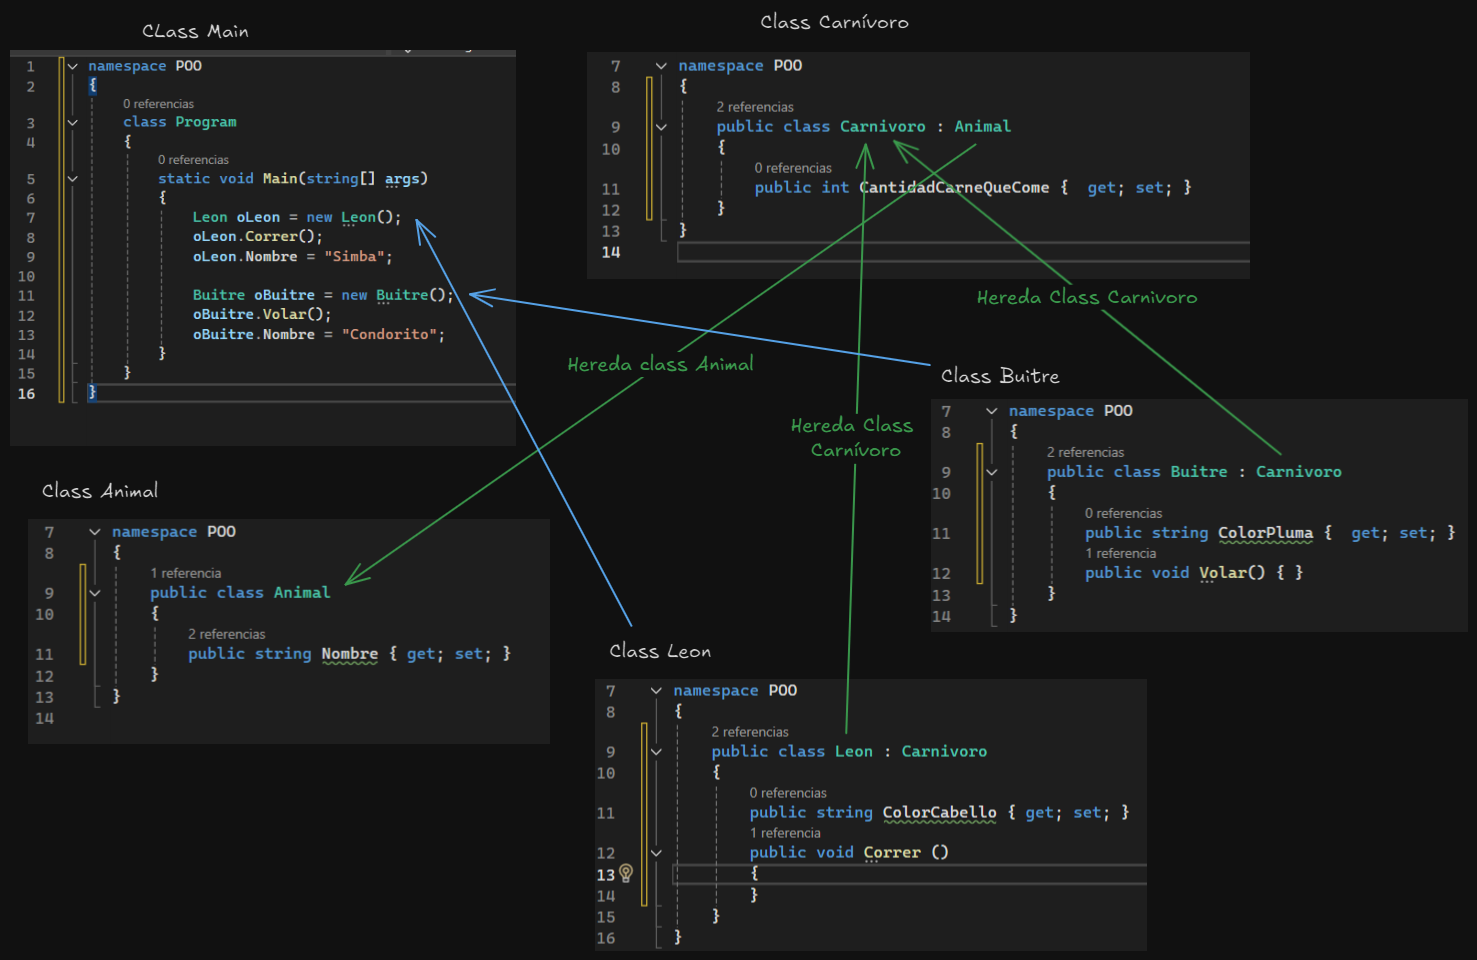 CLass Main
1 namespace POO
2 {
0 referencias
3 class Program
4 {
0 referencias
5 static void Main(string[] args)
6 {
7 Leon oLeon = new Leon();
8 oLeon.Correr();
9 oLeon.Nombre = "Simba";
10
11 Buitre oBuitre = new Buitre();
12 oBuitre.Volar();
13 oBuitre.Nombre = "Condorito";
14 }
15 }
16 }
Class Carnívoro
7 namespace POO
8 {
2 referencias
9 public class Carnivoro : Animal
10 {
0 referencias
11 public int CantidadCarneQueCome { get; set; }
12 }
13 }
14
Hereda Class Carnivoro
Hereda class Animal
Hereda Class
Carnívoro
Class Buitre
7 namespace POO
8 {
2 referencias
9 public class Buitre : Carnivoro
10 {
0 referencias
11 public string ColorPluma { get; set; }
1 referencia
12 public void Volar() { }
13 }
14 }
Class Animal
7 namespace POO
8 {
1 referencia
9 public class Animal
10 {
2 referencias
11 public string Nombre { get; set; }
12 }
13 }
14
Class Leon
7 namespace POO
8 {
2 referencias
9 public class Leon : Carnivoro
10 {
0 referencias
11 public string ColorCabello { get; set; }
1 referencia
12 public void Correr ()
13 {
14 }
15 }
16 }